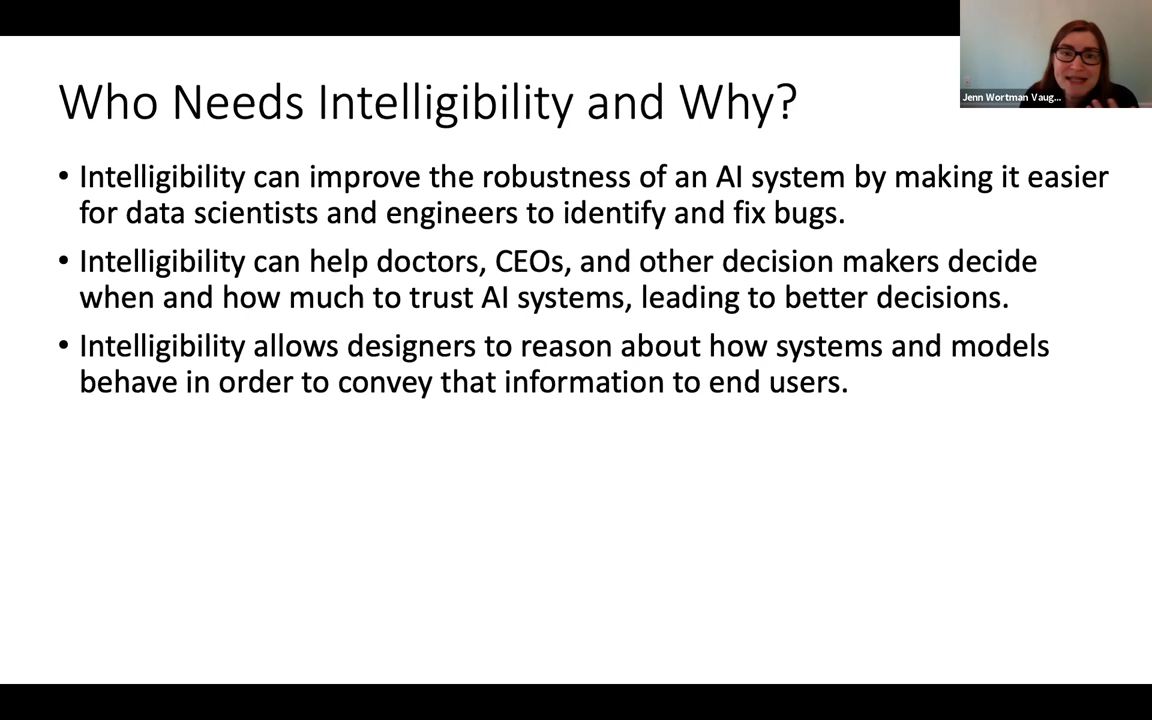 Jenn Wortman Vaug...
Who Needs Intelligibility and Why?
• Intelligibility can improve the robustness of an AI system by making it easier
for data scientists and engineers to identify and fix bugs.
• Intelligibility can help doctors, CEOs, and other decision makers decide
when and how much to trust AI systems, leading to better decisions.
• Intelligibility allows designers to reason about how systems and models
behave in order to convey that information to end users.